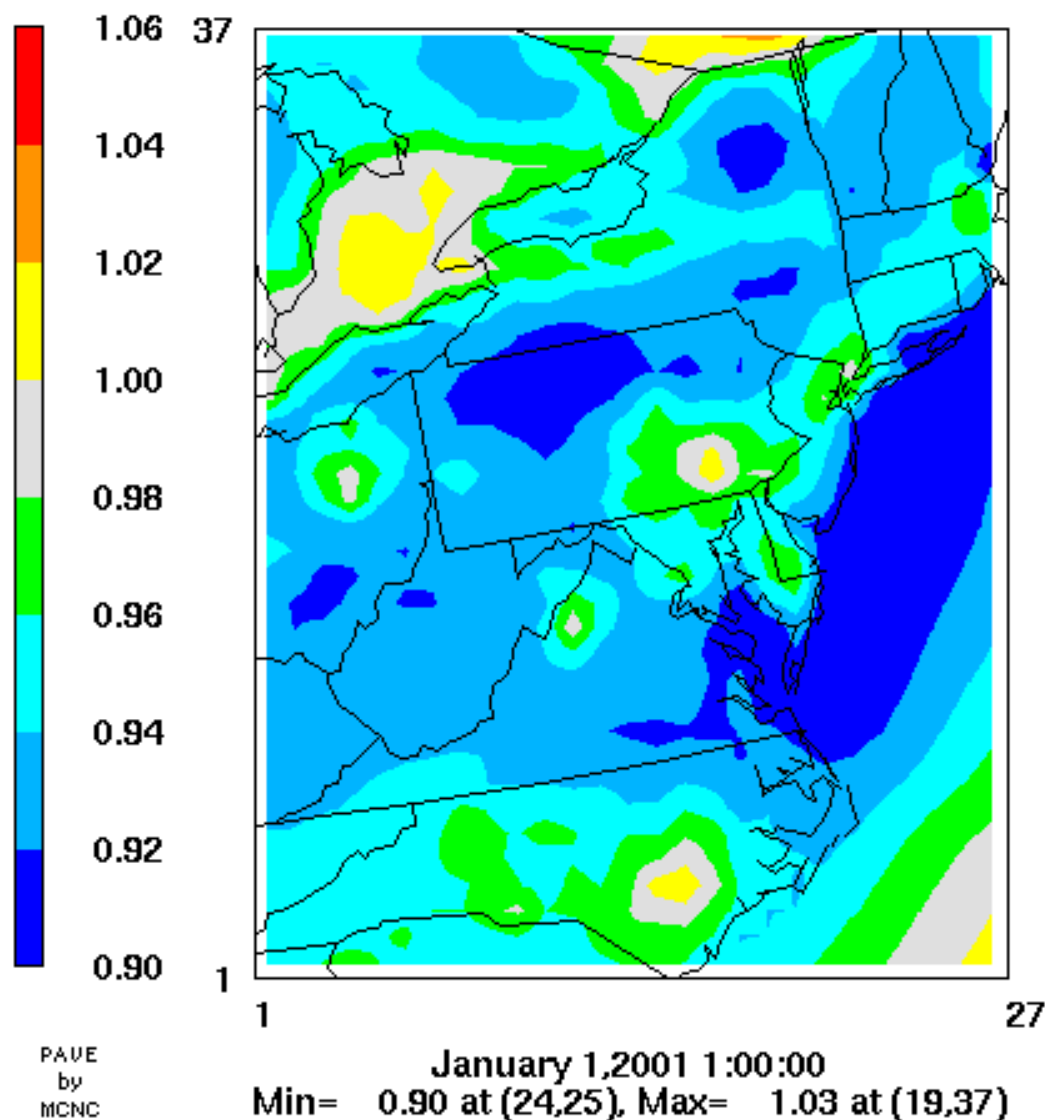 1.06
1.04
1.02
1.00
0.98
0.96
0.94
0.92
0.90
37
1
1
27
PAVE
by
MCNC
January 1,2001 1:00:00
Min= 0.90 at (24,25), Max= 1.03 at (19,37)